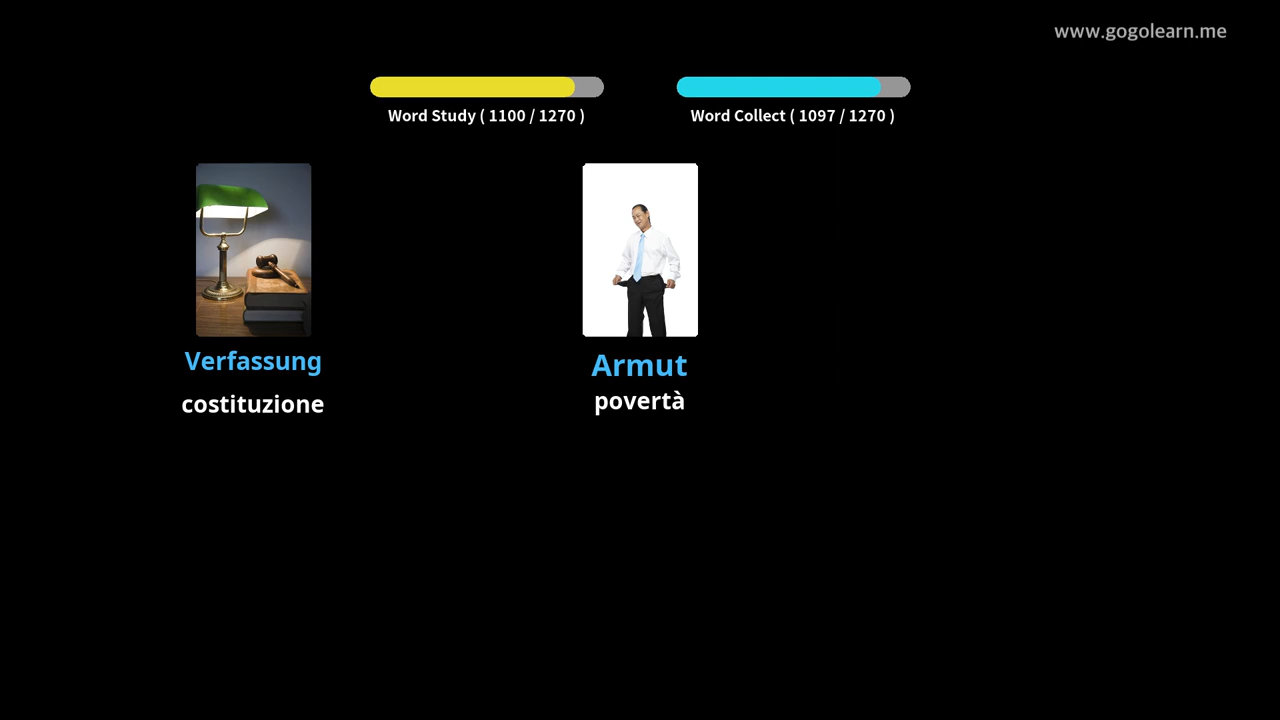 www.gogolearn.me
Word Study ( 1100 / 1270 )
Word Collect ( 1097 / 1270 )
Verfassung
costituzione
Armut
povertà